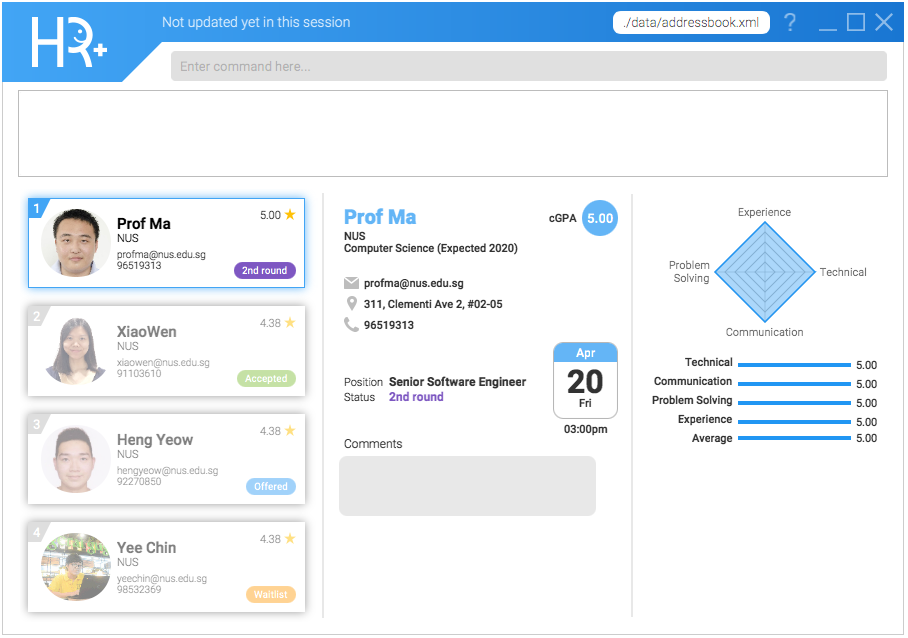 HR+
Not updated yet in this session
./data/addressbook.xml
?
Enter command here...
1
Prof Ma
5.00
NUS
profma@nus.edu.sg
96519313
2nd round
2
XiaoWen
4.38
NUS
xiaowen@nus.edu.sg
91103610
Accepted
3
Heng Yeow
4.38
NUS
hengyeow@nus.edu.sg
92270850
Offered
4
Yee Chin
4.38
NUS
yeechin@nus.edu.sg
98532369
Waitlist
Prof Ma
cGPA 5.00
NUS
Computer Science (Expected 2020)
profma@nus.edu.sg
311, Clementi Ave 2, #02-05
96519313
Position Senior Software Engineer
Status 2nd round
Apr
20
Fri
03:00pm
Comments
Experience
Problem
Solving
Technical
Communication
Technical 5.00
Communication 5.00
Problem Solving 5.00
Experience 5.00
Average 5.00